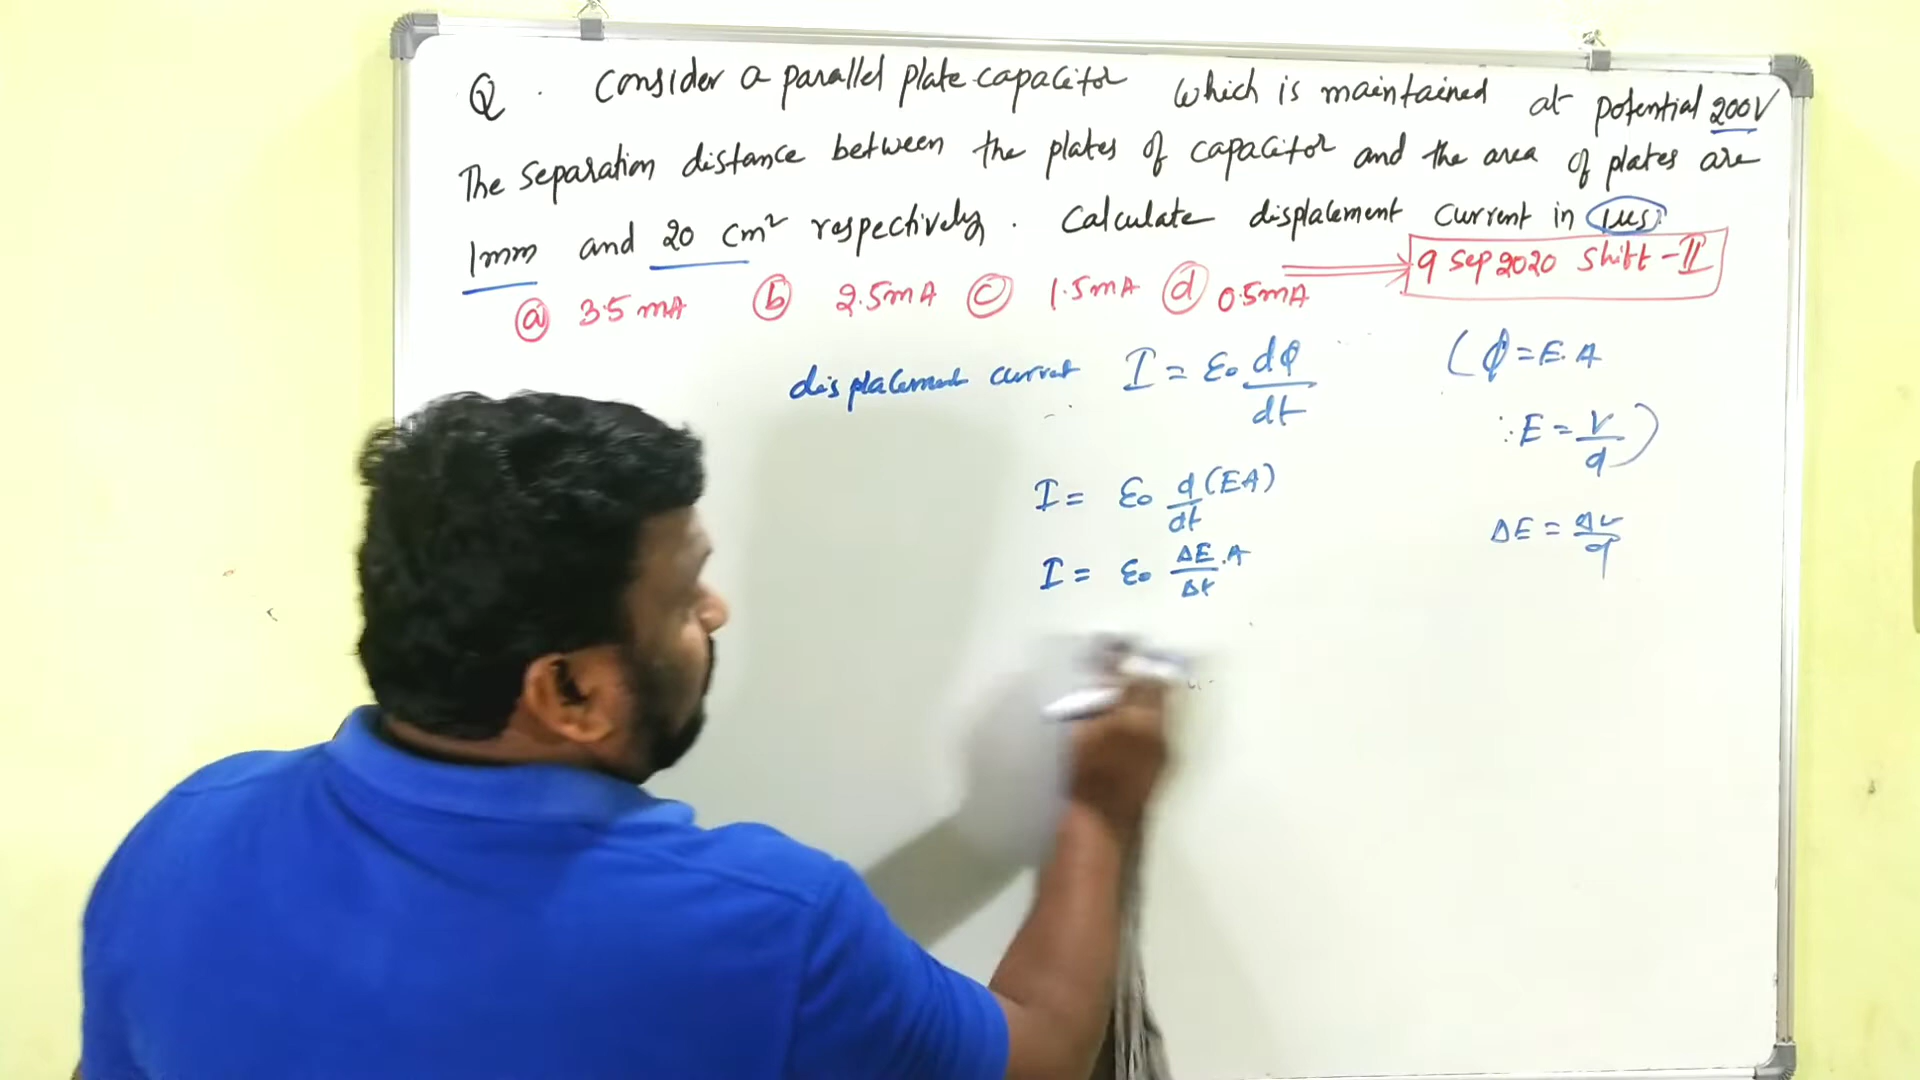 Q. Consider a parallel plate capacitor which is maintained at potential 200V
The separation distance between the plates of capacitor and the area of plates are
1mm and 20 cm² respectively. Calculate displacement current in 1μs.
→ 9 Sep 2020 Shift-II
ⓐ 3.5 mA ⓑ 2.5mA ⓒ 1.5mA ⓓ 0.5mA
displacement current I = ε₀ dϕ/dt
(ϕ = E.A
∵ E = V/d)
I = ε₀ d/dt (EA)
ΔE = ΔV/d
I = ε₀ ΔE/Δt .A